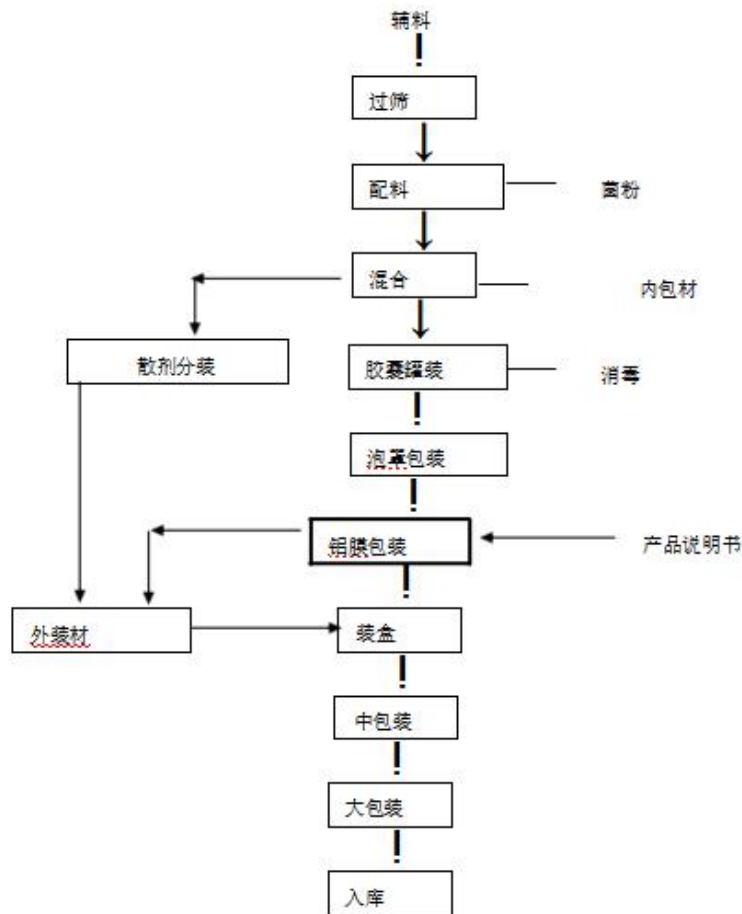 辅料
过筛
配料
菌粉
混合
内包材
散剂分装
胶囊罐装
消毒
泡罩包装
铝膜包装
产品说明书
外装材
装盒
中包装
大包装
入库